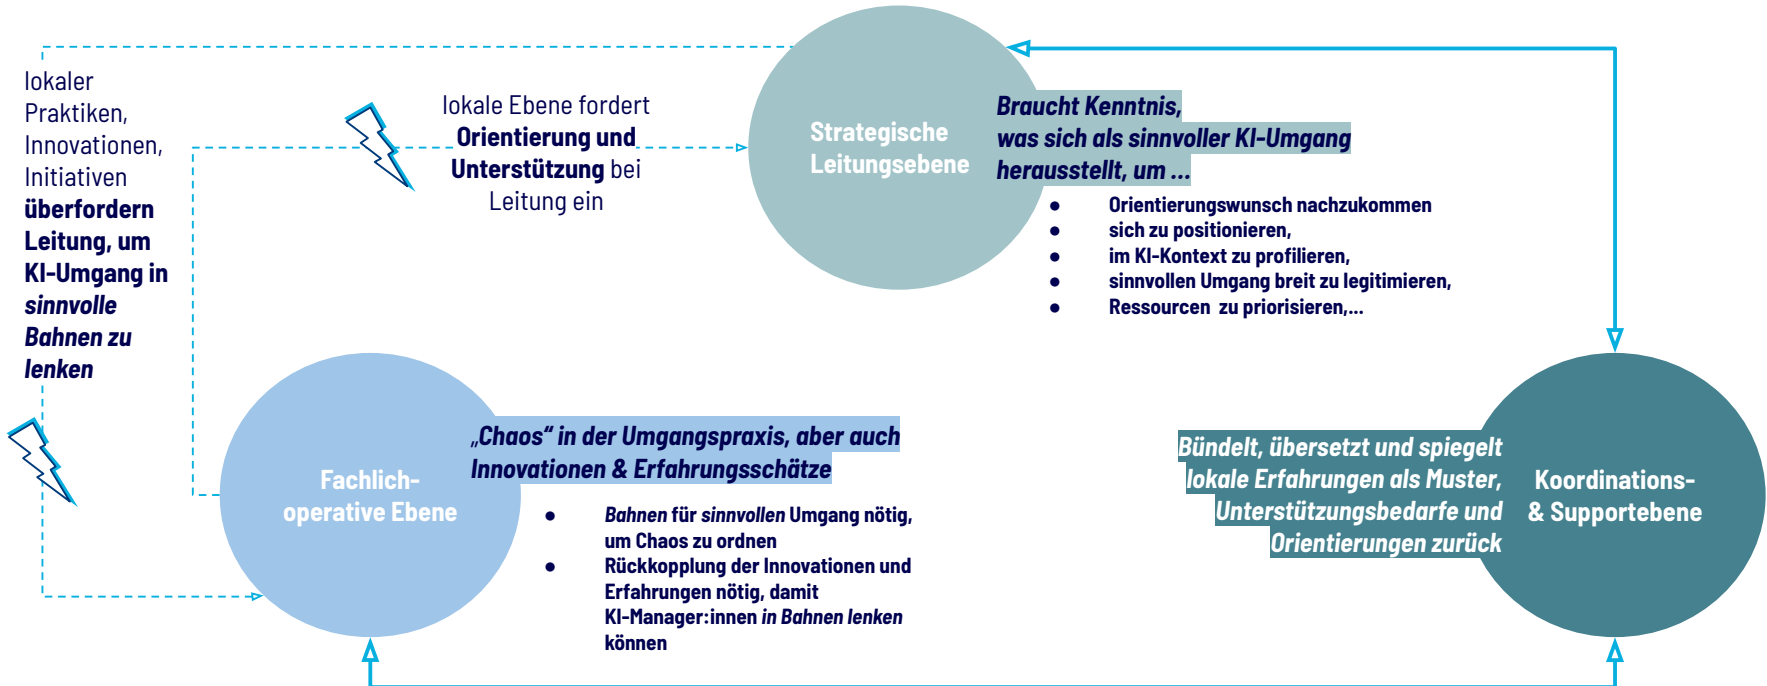 lokaler
Praktiken,
Innovationen,
Initiativen
überfordern
Leitung, um
KI-Umgang in
sinnvolle
Bahnen zu
lenken
lokale Ebene fordert
Orientierung und
Unterstützung bei
Leitung ein
Strategische
Leitungsebene
Braucht Kenntnis,
was sich als sinnvoller KI-Umgang
herausstellt, um ...
● Orientierungswunsch nachzukommen
● sich zu positionieren,
● im KI-Kontext zu profilieren,
● sinnvollen Umgang breit zu legitimieren,
● Ressourcen zu priorisieren,...
Fachlich-
operative Ebene
„Chaos“ in der Umgangspraxis, aber auch
Innovationen & Erfahrungsschätze
● Bahnen für sinnvollen Umgang nötig,
um Chaos zu ordnen
● Rückkopplung der Innovationen und
Erfahrungen nötig, damit
KI-Manager:innen in Bahnen lenken
können
Bündelt, übersetzt und spiegelt
lokale Erfahrungen als Muster,
Unterstützungsbedarfe und
Orientierungen zurück
Koordinations-
& Supportebene